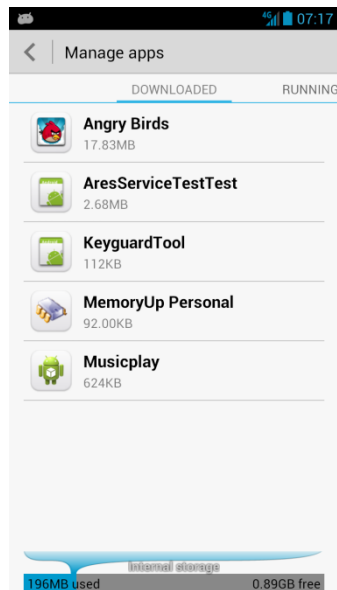 4G 07:17
Manage apps
DOWNLOADED RUNNING
Angry Birds
17.83MB
AresServiceTestTest
2.68MB
KeyguardTool
112KB
MemoryUp Personal
92.00KB
Musicplay
624KB
Internal storage
196MB used 0.89GB free